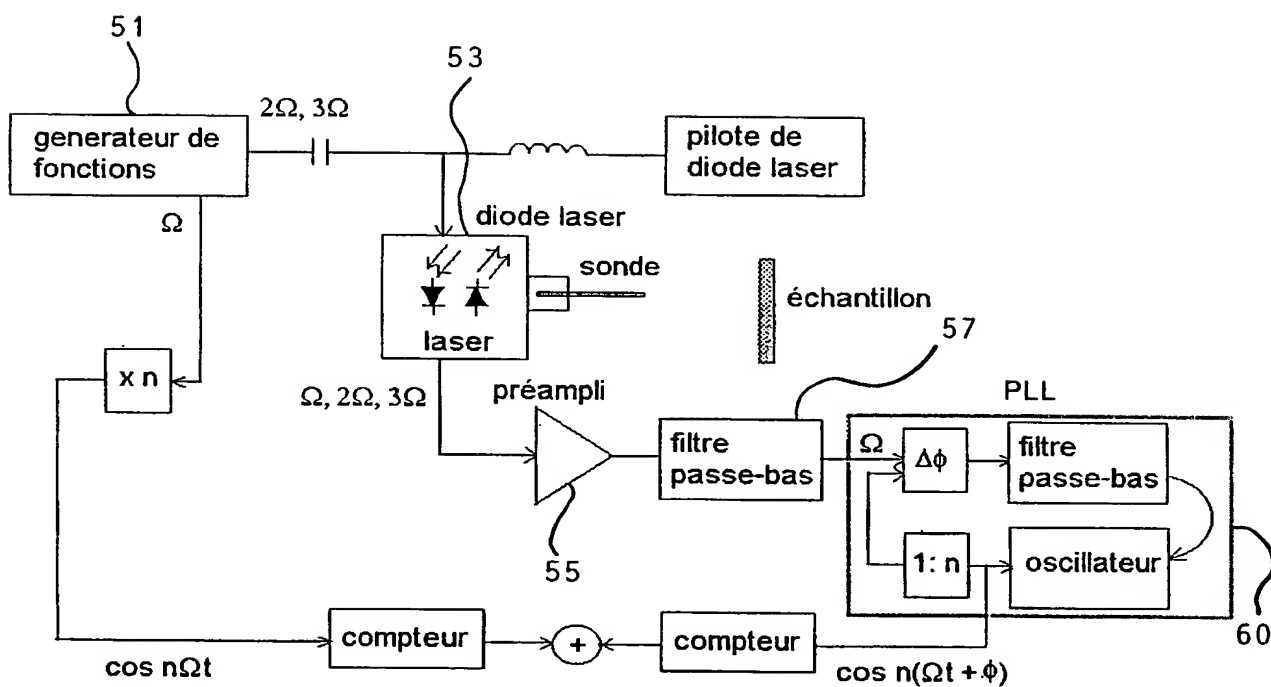 51
53
2Ω, 3Ω
generateur de
fonctions
pilote de
diode laser
Ω
diode laser
sonde
échantillon
laser
57
x n
Ω, 2Ω, 3Ω
préampli
PLL
filtre
passe-bas
Ω
Δϕ
filtre
passe-bas
55
1: n
oscillateur
60
compteur
+
compteur
cos nΩt
cos n(Ωt + ϕ)